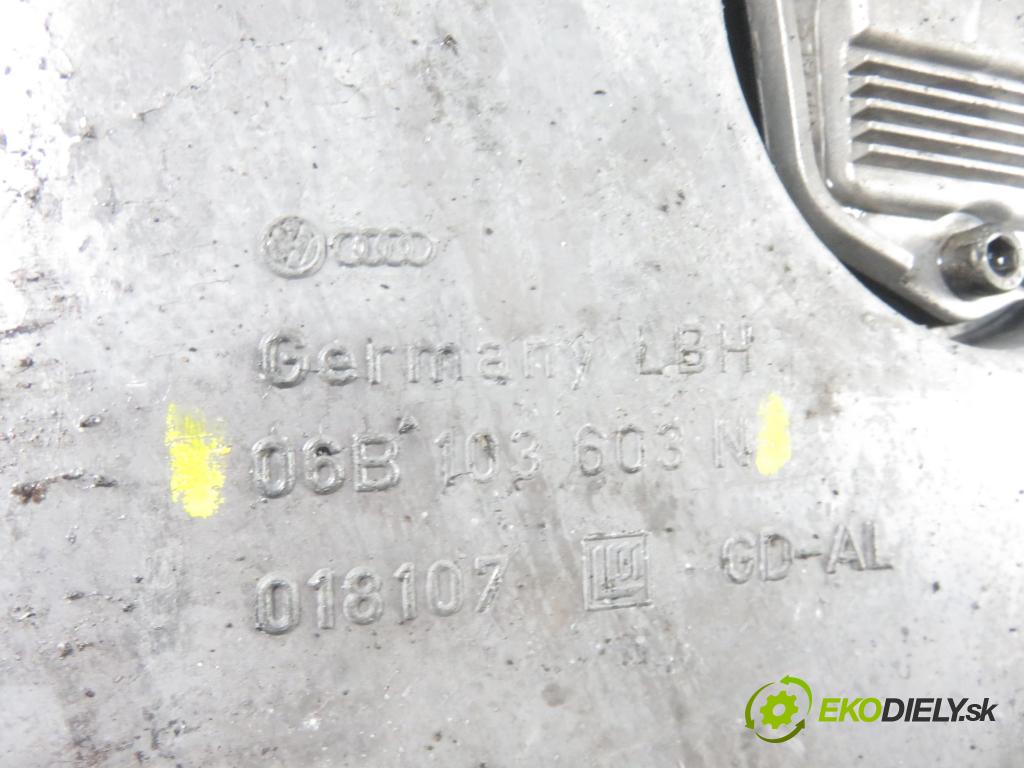 Germany LBH
06B 103 603 N
018107 GD-AL
EKODIELY.sk